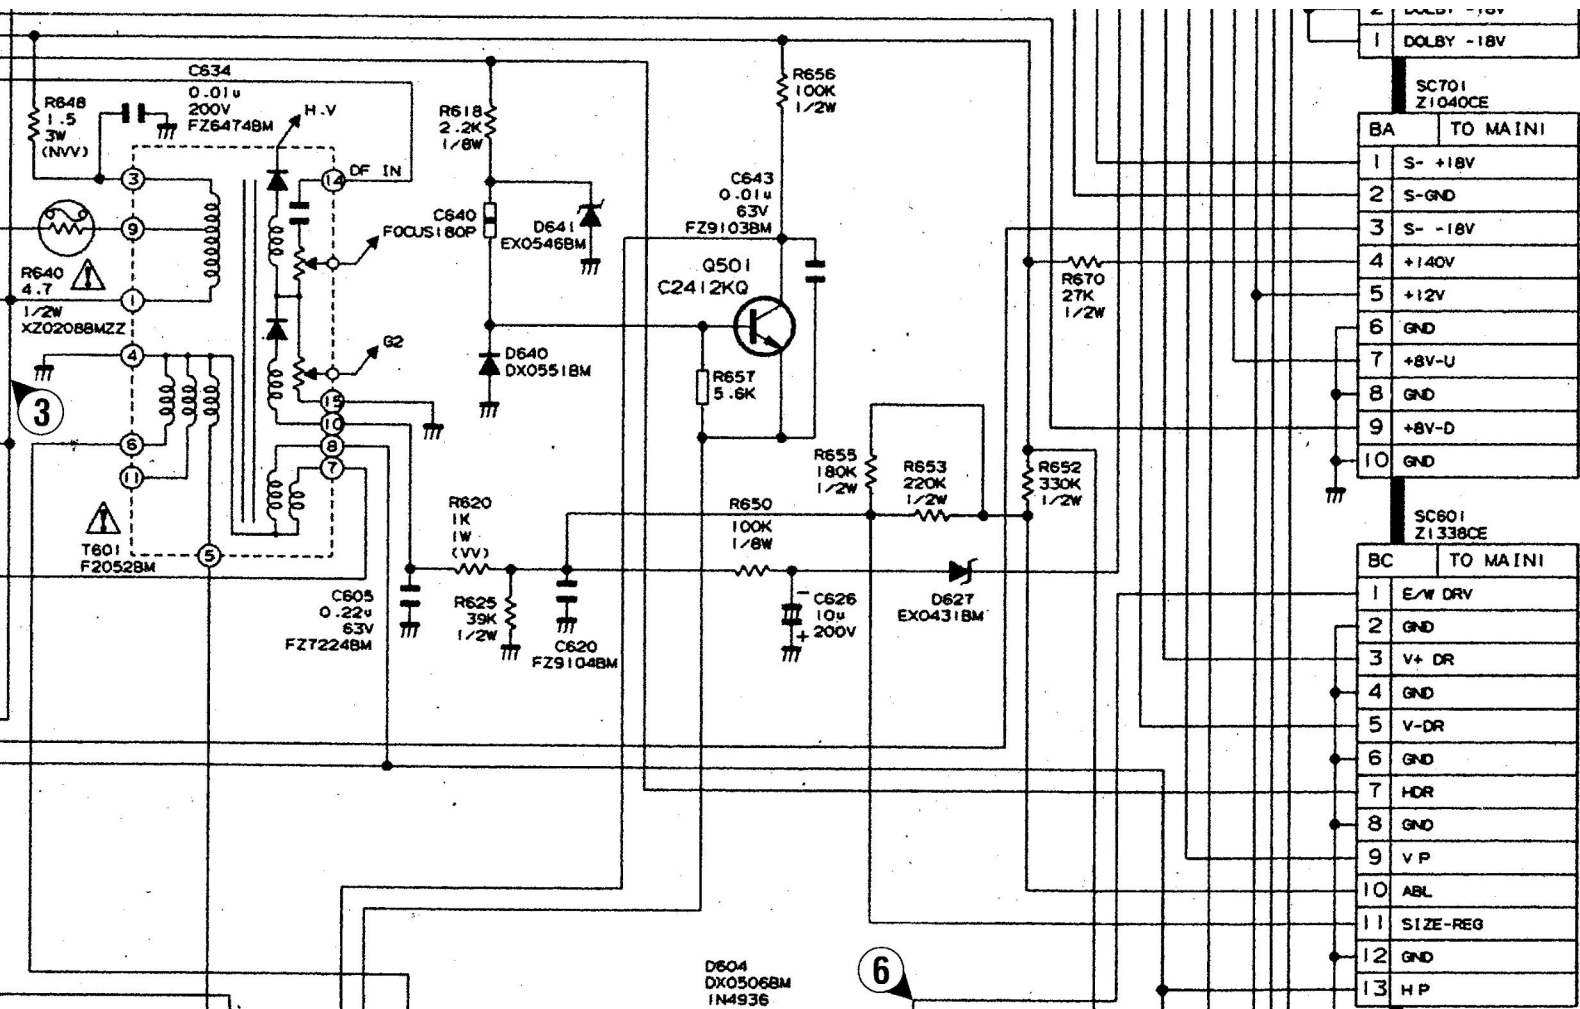 DOLBY -18V
1 DOLBY -18V
SC701
Z1040CE
BA TO MAIN1
1 S- +18V
2 S-GND
3 S- -18V
4 +140V
5 +12V
6 GND
7 +8V-U
8 GND
9 +8V-D
10 GND
SC601
Z1338CE
BC TO MAIN1
1 E/W DRV
2 GND
3 V+ DR
4 GND
5 V-DR
6 GND
7 HDR
8 GND
9 V P
10 ABL
11 SIZE-REG
12 GND
13 H P
C634
0.01u
200V
FZ6474BM
R648
1.5
3W
(NVV)
H.V
3
14
DF IN
9
R640
4.7
1/2W
XZ0208BMZZ
1
4
3
6
11
T601
F2052BM
5
FOCUS
G2
15
10
8
7
R618
2.2K
1/8W
C640
180P
D641
EX0546BM
D640
DX0551BM
R656
100K
1/2W
C643
0.01u
63V
FZ9103BM
Q501
C2412KQ
R657
5.6K
R670
27K
1/2W
R655
180K
1/2W
R653
220K
1/2W
R652
330K
1/2W
R620
1K
1W
(VV)
R650
100K
1/8W
C605
0.22u
63V
FZ7224BM
R625
39K
1/2W
C620
FZ9104BM
-
C626
10u
200V
+
D627
EX0431BM
D604
DX0506BM
1N4936
6